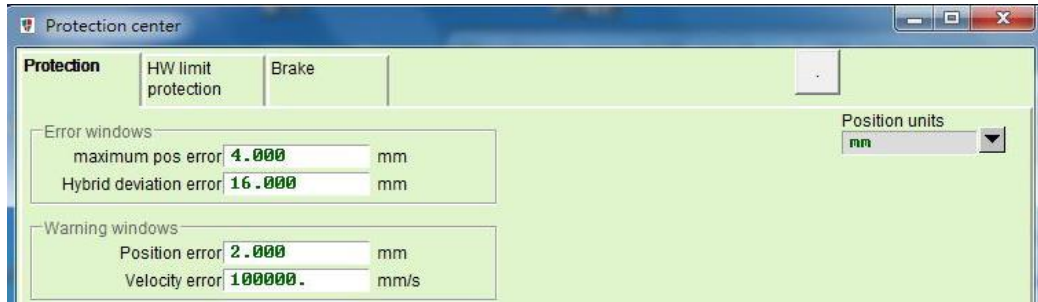 Protection center
Protection
HW limit
protection
Brake
.
Position units
mm
Error windows
maximum pos error 4.000 mm
Hybrid deviation error 16.000 mm
Warning windows
Position error 2.000 mm
Velocity error 100000. mm/s